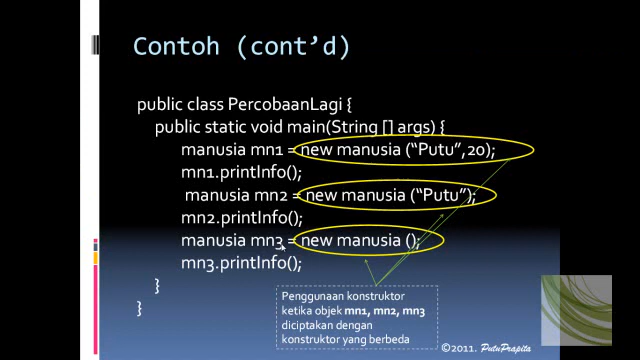 Contoh (cont’d)
public class PercobaanLagi {
public static void main(String [] args) {
manusia mn1 = new manusia (“Putu”,20);
mn1.printInfo();
manusia mn2 = new manusia (“Putu”);
mn2.printInfo();
manusia mn3 = new manusia ();
mn3.printInfo();
}
}
Penggunaan konstruktor
ketika objek mn1, mn2, mn3
diciptakan dengan
konstruktor yang berbeda
©2011. PutuPrapita